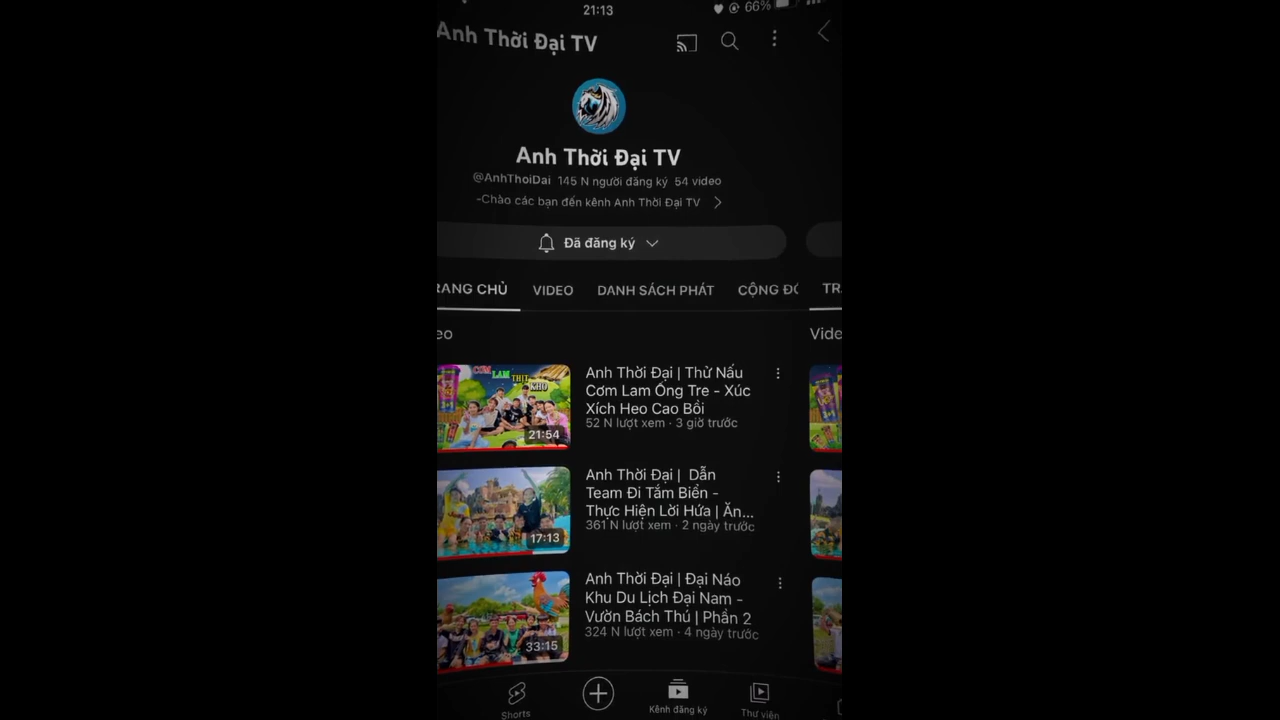 21:13
66%
Anh Thời Đại TV
Anh Thời Đại TV
@AnhThoiDai 145 N người đăng ký 54 video
-Chào các bạn đến kênh Anh Thời Đại TV
Đã đăng ký
RANG CHỦ VIDEO DANH SÁCH PHÁT CỘNG ĐỒ TR
eo
Vide
CƠM LAM THỊT KHO
21:54
Anh Thời Đại | Thử Nấu
Cơm Lam Ống Tre - Xúc
Xích Heo Cao Bồi
52 N lượt xem · 3 giờ trước
17:13
Anh Thời Đại | Dẫn
Team Đi Tắm Biển -
Thực Hiện Lời Hứa | Ăn...
361 N lượt xem · 2 ngày trước
33:15
Anh Thời Đại | Đại Náo
Khu Du Lịch Đại Nam -
Vườn Bách Thú | Phần 2
324 N lượt xem · 4 ngày trước
Shorts
Kênh đăng ký
Thư viện